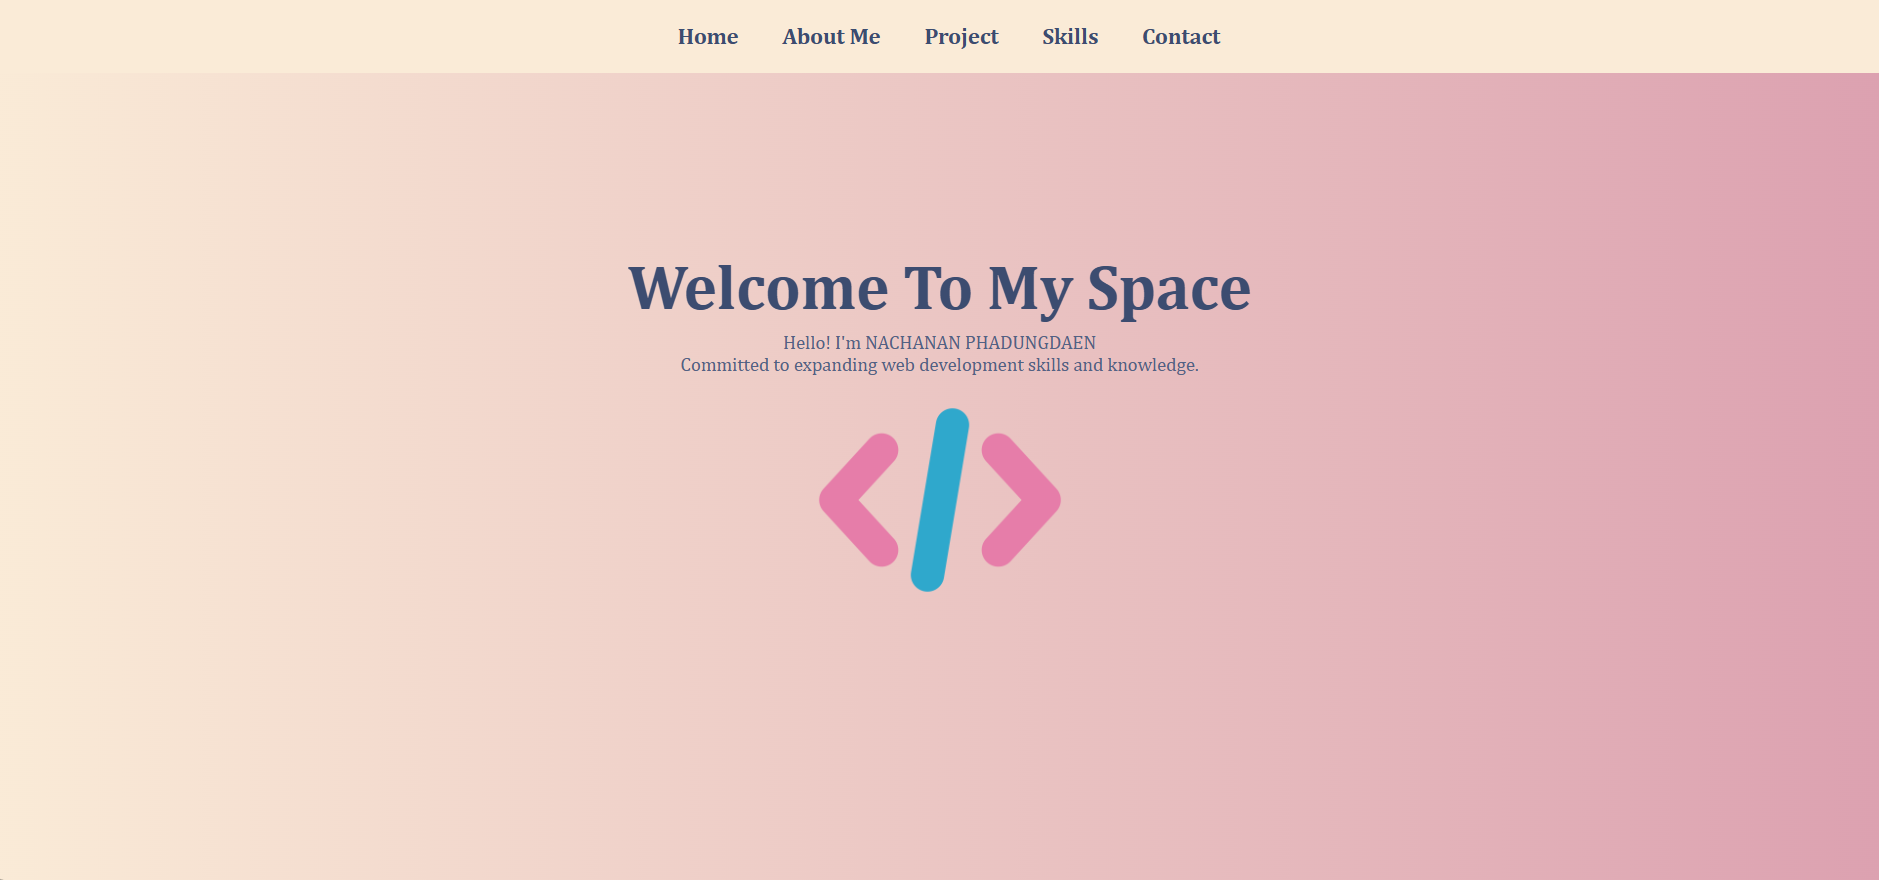 Home About Me Project Skills Contact
Welcome To My Space
Hello! I'm NACHANAN PHADUNGDAEN
Committed to expanding web development skills and knowledge.